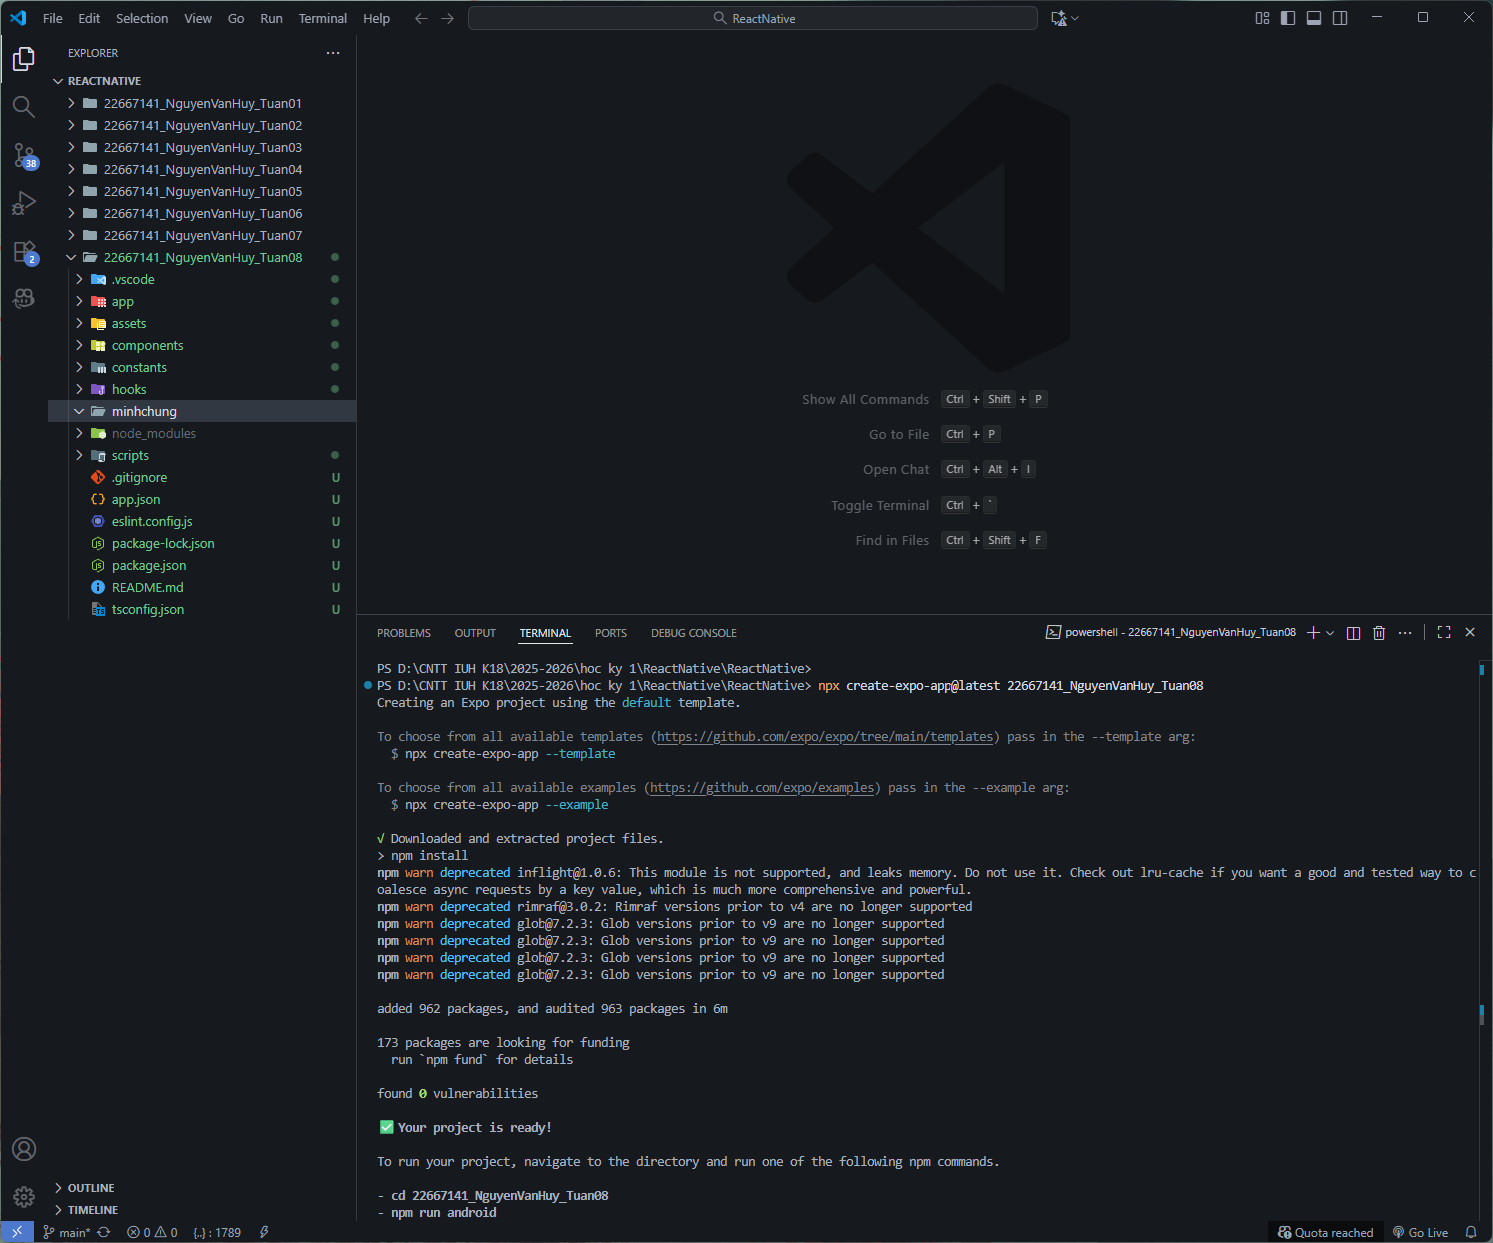 File Edit Selection View Go Run Terminal Help
ReactNative
EXPLORER
REACTNATIVE
22667141_NguyenVanHuy_Tuan01
22667141_NguyenVanHuy_Tuan02
22667141_NguyenVanHuy_Tuan03
22667141_NguyenVanHuy_Tuan04
22667141_NguyenVanHuy_Tuan05
22667141_NguyenVanHuy_Tuan06
22667141_NguyenVanHuy_Tuan07
22667141_NguyenVanHuy_Tuan08
.vscode
app
assets
components
constants
hooks
minhchung
node_modules
scripts
.gitignore U
app.json U
eslint.config.js U
package-lock.json U
package.json U
README.md U
tsconfig.json U
38
2
OUTLINE
TIMELINE
Show All Commands Ctrl + Shift + P
Go to File Ctrl + P
Open Chat Ctrl + Alt + I
Toggle Terminal Ctrl + `
Find in Files Ctrl + Shift + F
PROBLEMS OUTPUT TERMINAL PORTS DEBUG CONSOLE
powershell - 22667141_NguyenVanHuy_Tuan08
PS D:\CNTT IUH K18\2025-2026\hoc ky 1\ReactNative\ReactNative>
PS D:\CNTT IUH K18\2025-2026\hoc ky 1\ReactNative\ReactNative> npx create-expo-app@latest 22667141_NguyenVanHuy_Tuan08
Creating an Expo project using the default template.
To choose from all available templates (https://github.com/expo/expo/tree/main/templates) pass in the --template arg:
$ npx create-expo-app --template
To choose from all available examples (https://github.com/expo/examples) pass in the --example arg:
$ npx create-expo-app --example
√ Downloaded and extracted project files.
> npm install
npm warn deprecated inflight@1.0.6: This module is not supported, and leaks memory. Do not use it. Check out lru-cache if you want a good and tested way to c
oalesce async requests by a key value, which is much more comprehensive and powerful.
npm warn deprecated rimraf@3.0.2: Rimraf versions prior to v4 are no longer supported
npm warn deprecated glob@7.2.3: Glob versions prior to v9 are no longer supported
npm warn deprecated glob@7.2.3: Glob versions prior to v9 are no longer supported
npm warn deprecated glob@7.2.3: Glob versions prior to v9 are no longer supported
npm warn deprecated glob@7.2.3: Glob versions prior to v9 are no longer supported
added 962 packages, and audited 963 packages in 6m
173 packages are looking for funding
run `npm fund` for details
found 0 vulnerabilities
✅ Your project is ready!
To run your project, navigate to the directory and run one of the following npm commands.
- cd 22667141_NguyenVanHuy_Tuan08
- npm run android
main* 0 0 {..} : 1789
Quota reached Go Live